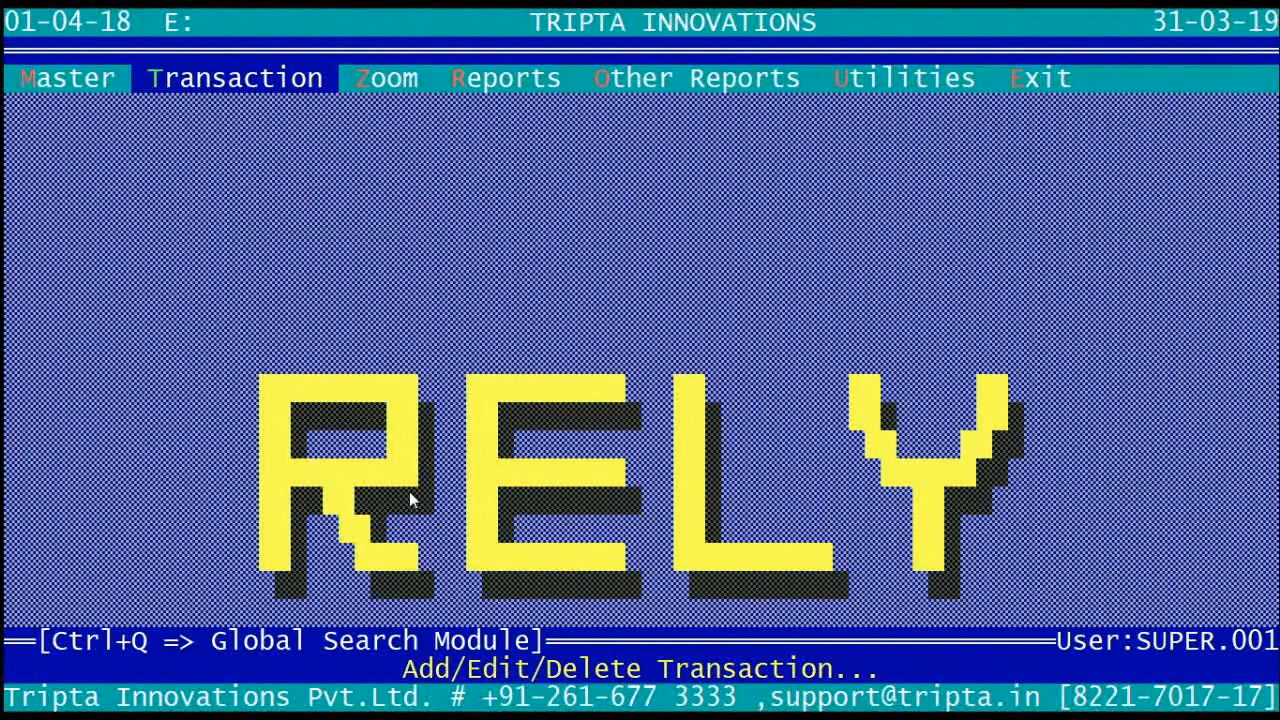 01-04-18 E: TRIPTA INNOVATIONS 31-03-19
Master Transaction Zoom Reports Other Reports Utilities Exit
RELY
[Ctrl+Q => Global Search Module] User:SUPER.001
Add/Edit/Delete Transaction...
Tripta Innovations Pvt.Ltd. # +91-261-677 3333 ,support@tripta.in [8221-7017-17]